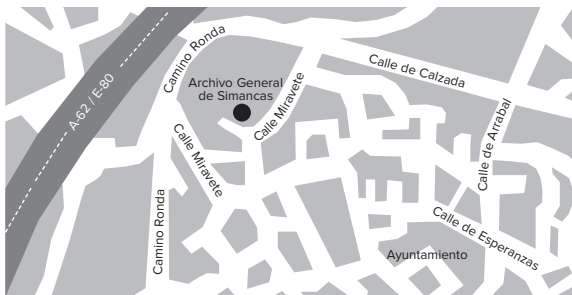 Camino Ronda
Calle de Calzada
A-62 / E-80
Archivo General
de Simancas
Calle Miravete
Calle Miravete
Calle de Arrabal
Camino Ronda
Calle de Esperanzas
Ayuntamiento